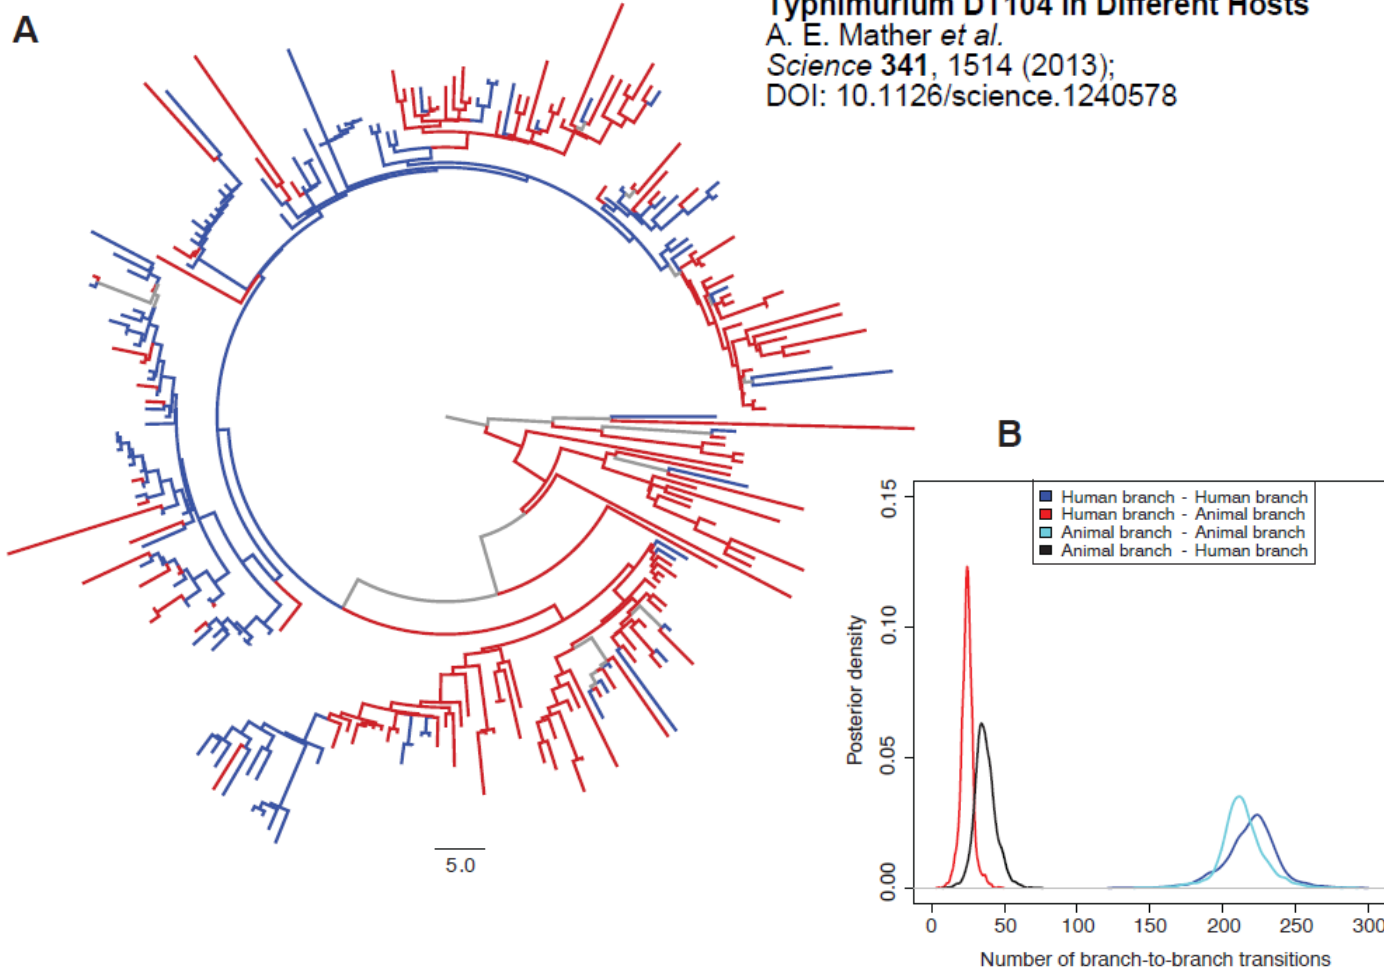 A
Typhimurium DT104 in Different Hosts
A. E. Mather et al.
Science 341, 1514 (2013);
DOI: 10.1126/science.1240578
5.0
B
Human branch - Human branch
Human branch - Animal branch
Animal branch - Animal branch
Animal branch - Human branch
Posterior density
0.15
0.10
0.05
0.00
0 50 100 150 200 250 300
Number of branch-to-branch transitions